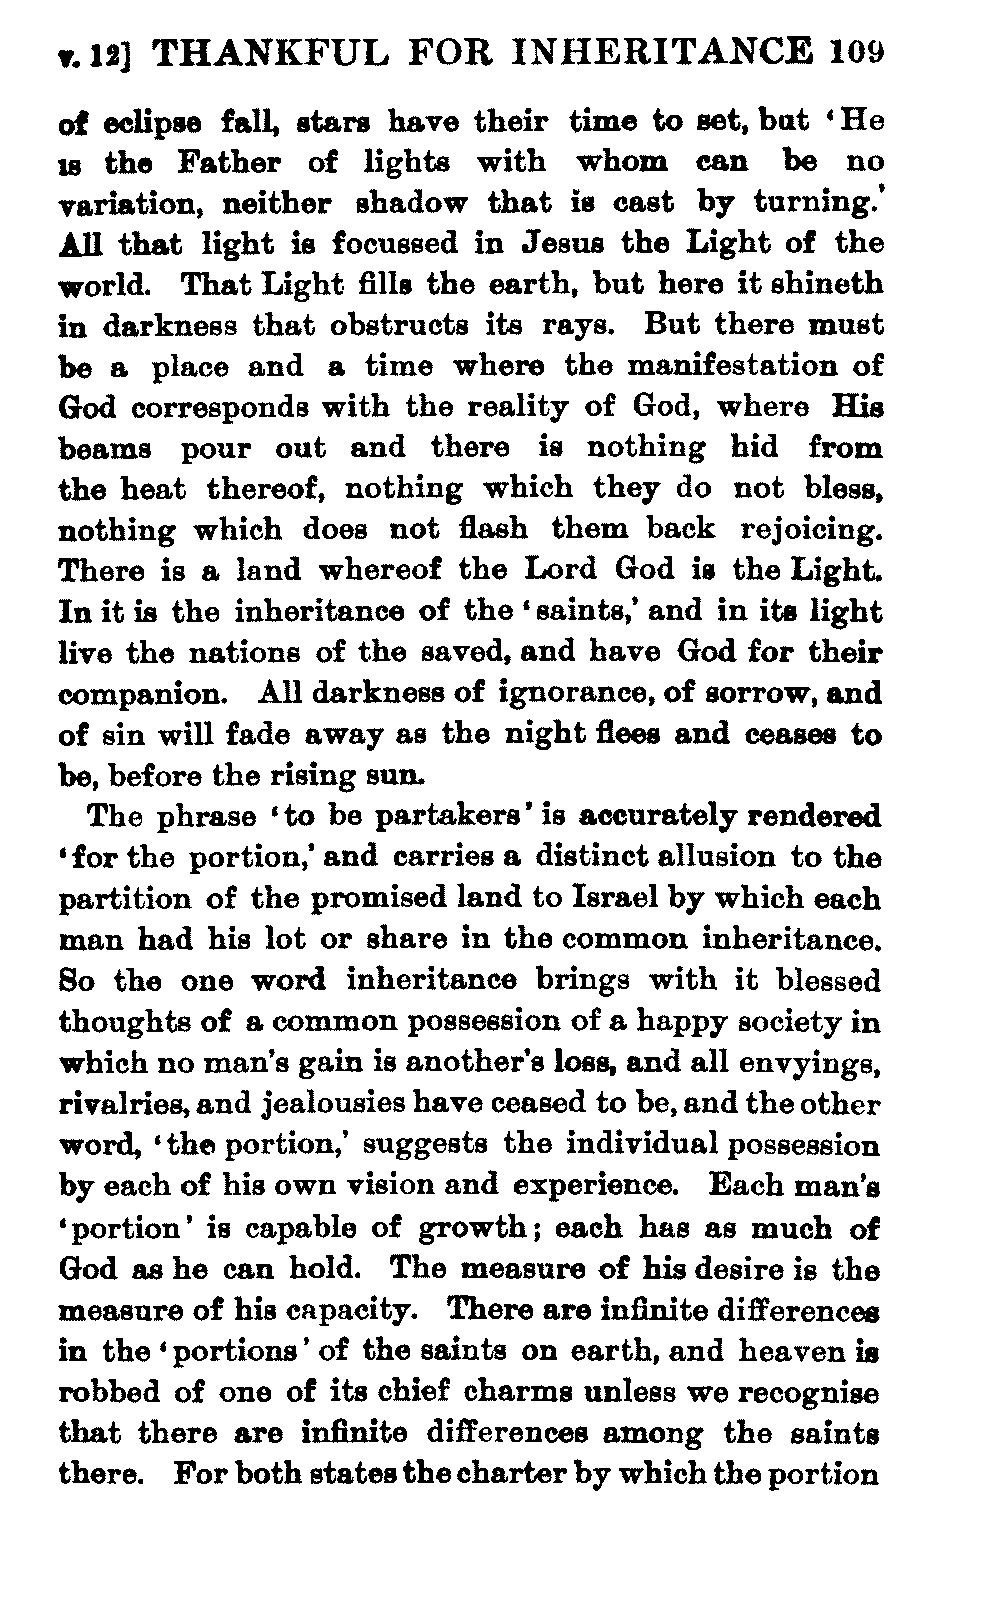 v. 12] THANKFUL FOR INHERITANCE 109
of eclipse fall, stars have their time to set, but ‘He
is the Father of lights with whom can be no
variation, neither shadow that is cast by turning.’
All that light is focussed in Jesus the Light of the
world. That Light fills the earth, but here it shineth
in darkness that obstructs its rays. But there must
be a place and a time where the manifestation of
God corresponds with the reality of God, where His
beams pour out and there is nothing hid from
the heat thereof, nothing which they do not bless,
nothing which does not flash them back rejoicing.
There is a land whereof the Lord God is the Light.
In it is the inheritance of the ‘saints,’ and in its light
live the nations of the saved, and have God for their
companion. All darkness of ignorance, of sorrow, and
of sin will fade away as the night flees and ceases to
be, before the rising sun.
The phrase ‘to be partakers’ is accurately rendered
‘for the portion,’ and carries a distinct allusion to the
partition of the promised land to Israel by which each
man had his lot or share in the common inheritance.
So the one word inheritance brings with it blessed
thoughts of a common possession of a happy society in
which no man’s gain is another’s loss, and all envyings,
rivalries, and jealousies have ceased to be, and the other
word, ‘the portion,’ suggests the individual possession
by each of his own vision and experience. Each man’s
‘portion’ is capable of growth; each has as much of
God as he can hold. The measure of his desire is the
measure of his capacity. There are infinite differences
in the ‘portions’ of the saints on earth, and heaven is
robbed of one of its chief charms unless we recognise
that there are infinite differences among the saints
there. For both states the charter by which the portion